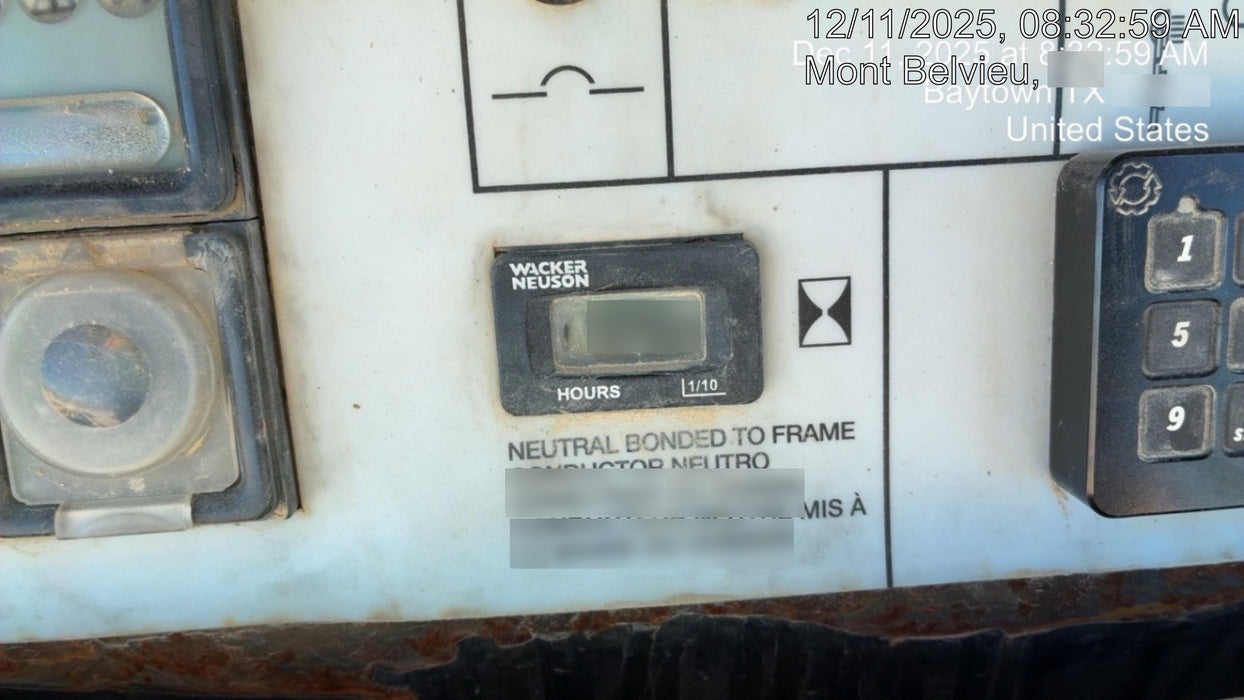 12/11/2025, 08:32:59 AM
Dec 11, 2025 at 8:32:59 AM
Mont Belvieu,
Baytown TX
United States
WACKER
NEUSON
HOURS 1/10
NEUTRAL BONDED TO FRAME
CONDUCTOR NEUTRO
MIS À
1
5
9